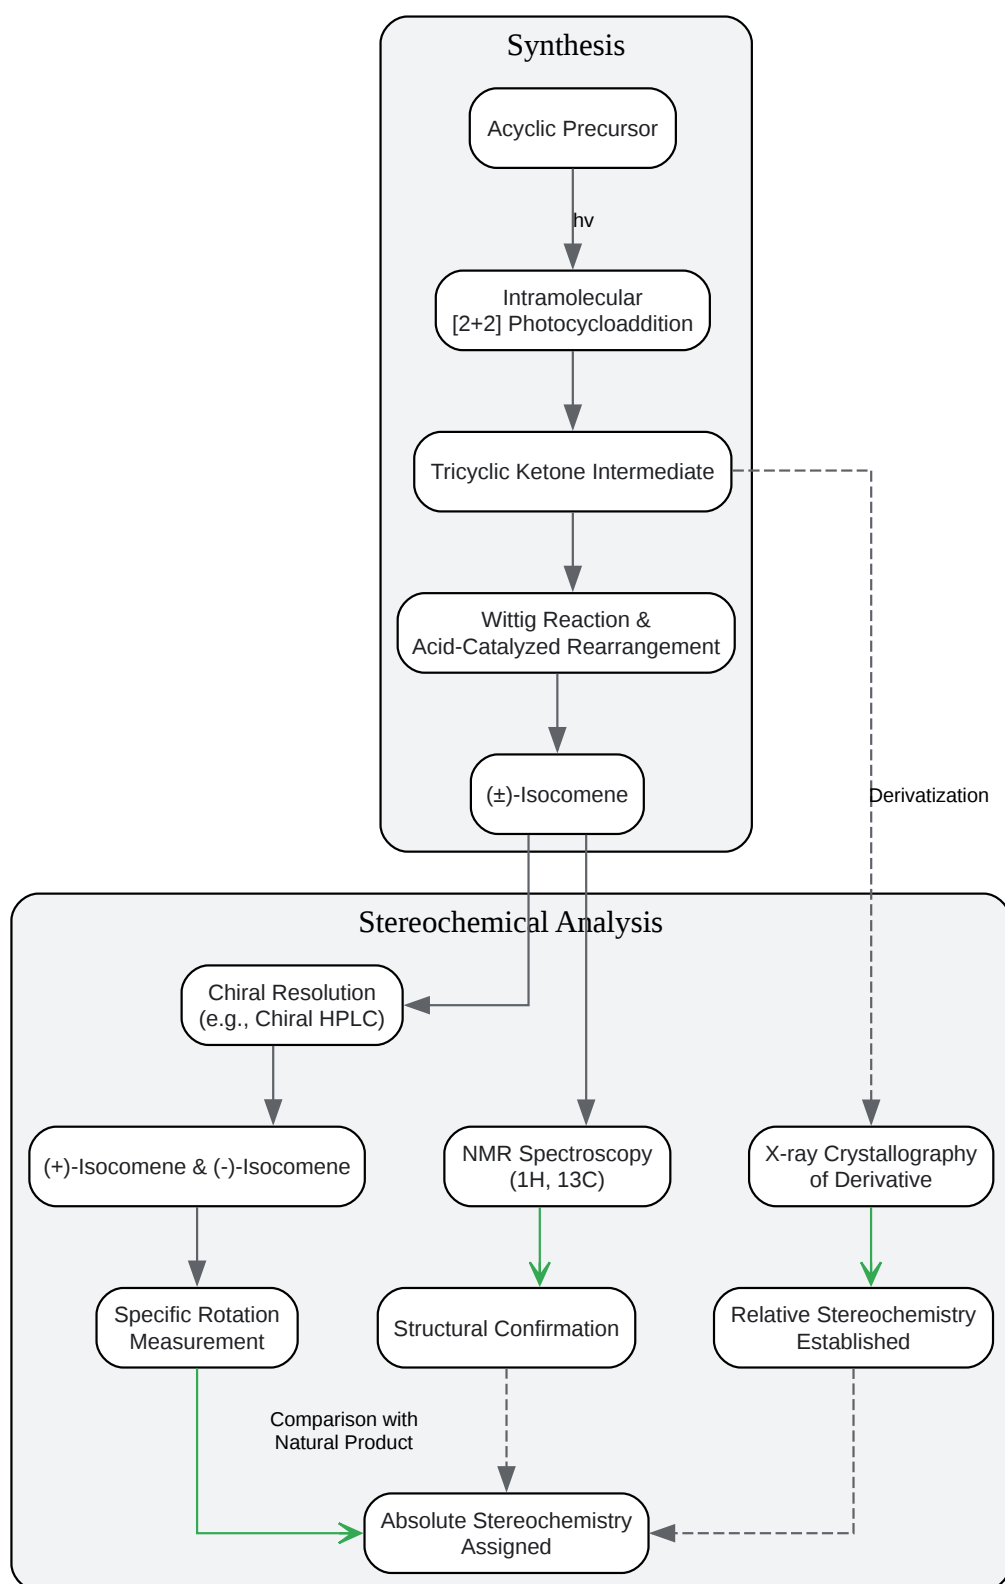 Synthesis
Acyclic Precursor
hv
Intramolecular
[2+2] Photocycloaddition
Tricyclic Ketone Intermediate
Wittig Reaction &
Acid-Catalyzed Rearrangement
(±)-Isocomene
Derivatization
Stereochemical Analysis
Chiral Resolution
(e.g., Chiral HPLC)
(+)-Isocomene & (-)-Isocomene
NMR Spectroscopy
(1H, 13C)
X-ray Crystallography
of Derivative
Specific Rotation
Measurement
Structural Confirmation
Relative Stereochemistry
Established
Comparison with
Natural Product
Absolute Stereochemistry
Assigned